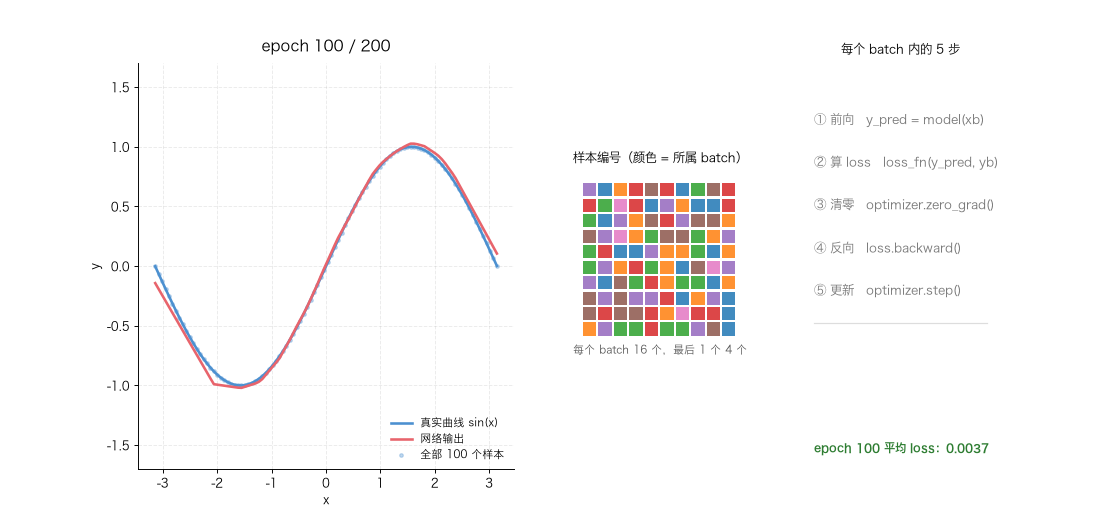 epoch 100 / 200
1.5
1.0
0.5
0.0
-0.5
-1.0
-1.5
y
-3
-2
-1
0
1
2
3
x
真实曲线 sin(x)
网络输出
全部 100 个样本
样本编号（颜色 = 所属 batch）
每个 batch 16 个，最后 1 个 4 个
每个 batch 内的 5 步
① 前向 y_pred = model(xb)
② 算 loss loss_fn(y_pred, yb)
③ 清零 optimizer.zero_grad()
④ 反向 loss.backward()
⑤ 更新 optimizer.step()
epoch 100 平均 loss：0.0037